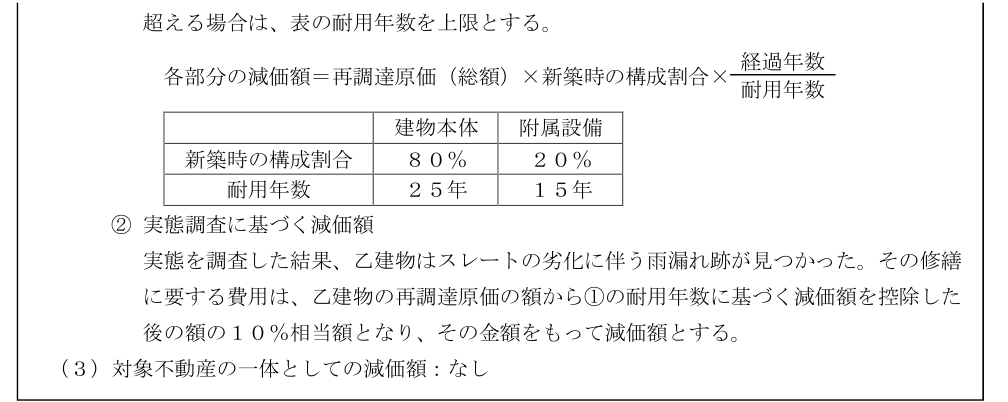 超える場合は、表の耐用年数を上限とする。
各部分の減価額＝再調達原価（総額）×新築時の構成割合×経過年数/耐用年数
建物本体 附属設備
新築時の構成割合 ８０％ ２０％
耐用年数 ２５年 １５年
② 実態調査に基づく減価額
実態を調査した結果、乙建物はスレートの劣化に伴う雨漏れ跡が見つかった。その修繕
に要する費用は、乙建物の再調達原価の額から①の耐用年数に基づく減価額を控除した
後の額の１０％相当額となり、その金額をもって減価額とする。
（３）対象不動産の一体としての減価額：なし